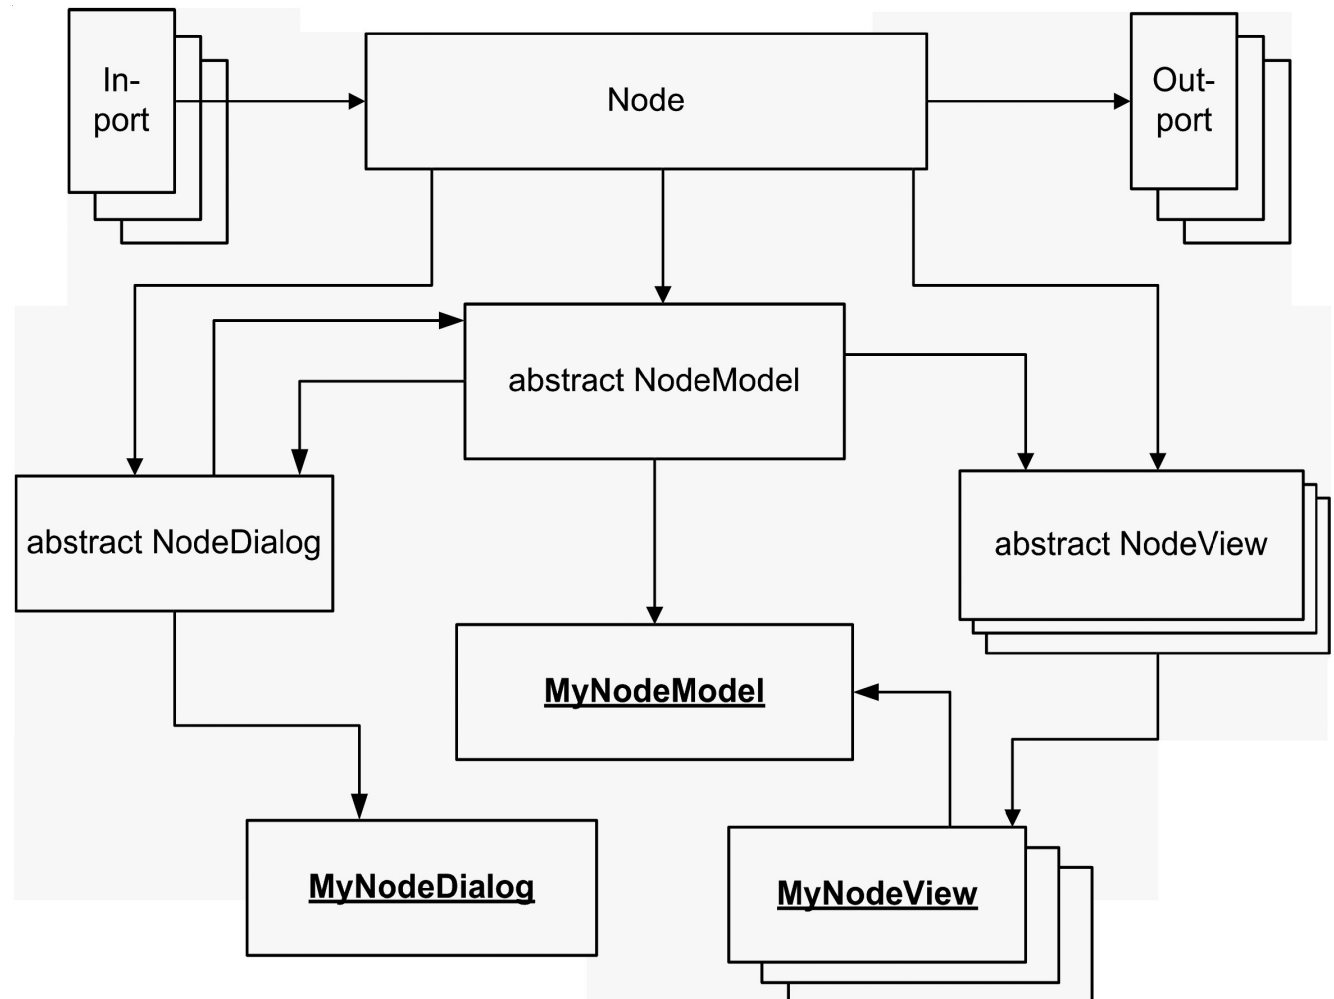 In-
port
Node
Out-
port
abstract NodeModel
abstract NodeDialog
abstract NodeView
MyNodeModel
MyNodeDialog
MyNodeView